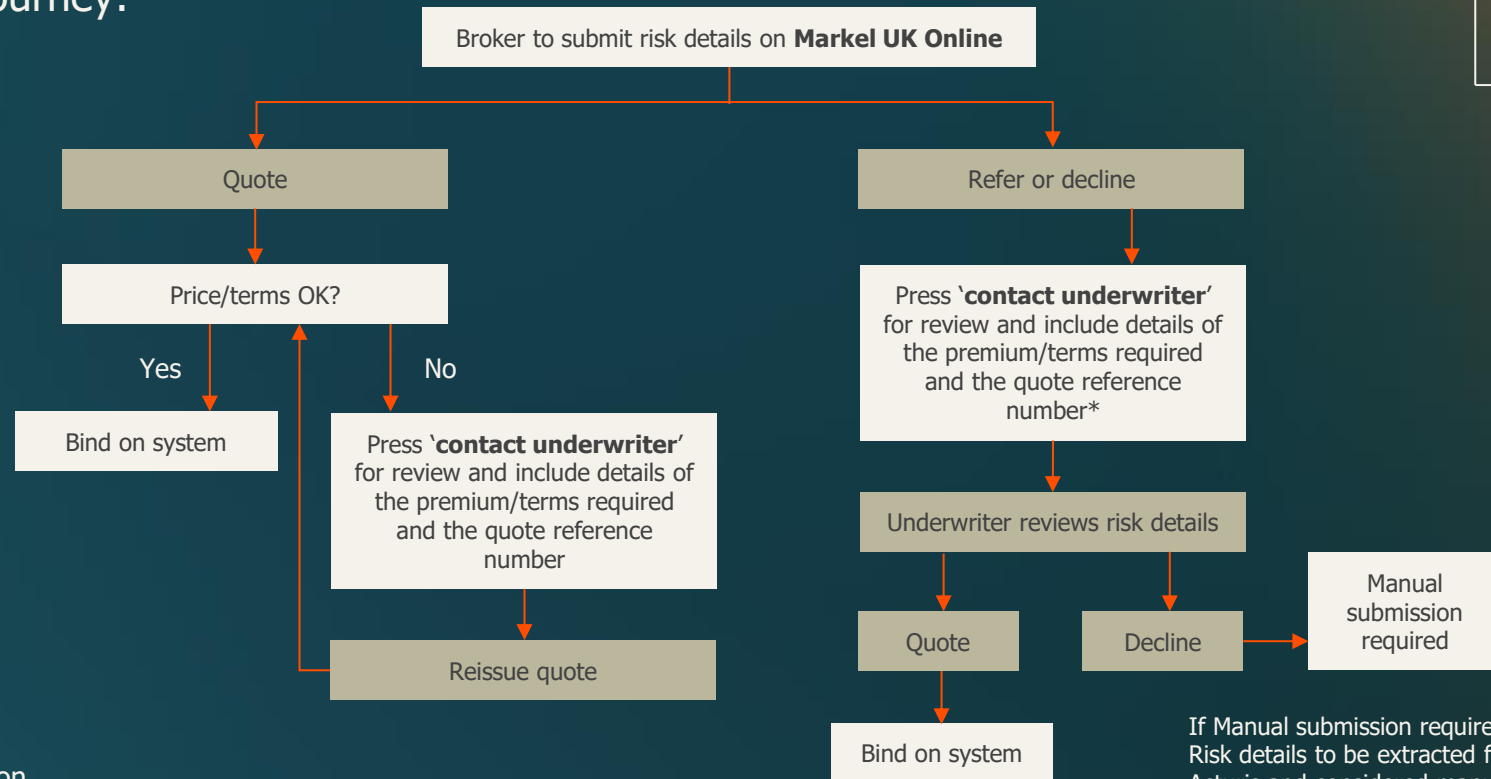 ourney:
Broker to submit risk details on Markel UK Online
Quote
Refer or decline
Price/terms OK?
Press ‘contact underwriter’
for review and include details of
the premium/terms required
and the quote reference
number*
Yes
No
Bind on system
Press ‘contact underwriter’
for review and include details of
the premium/terms required
and the quote reference
number
Underwriter reviews risk details
Manual
submission
required
Quote
Decline
Reissue quote
Bind on system
If Manual submission require
Risk details to be extracted f
on